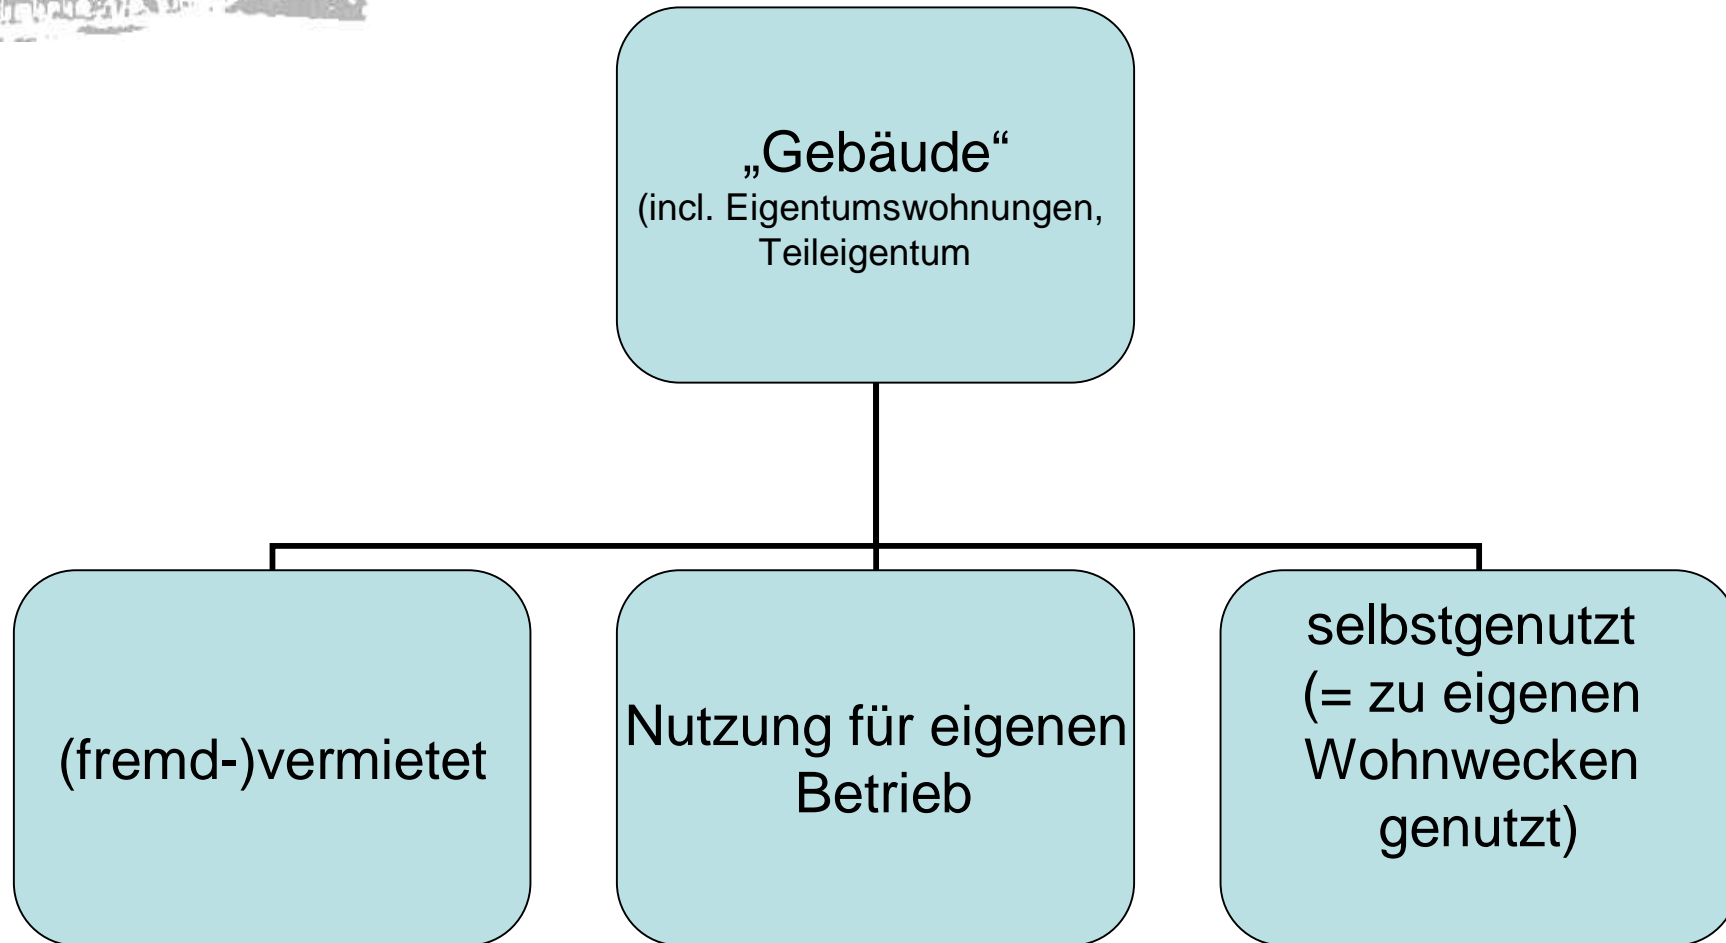 „Gebäude“
(incl. Eigentumswohnungen,
Teileigentum
(fremd-)vermietet
Nutzung für eigenen
Betrieb
selbstgenutzt
(= zu eigenen
Wohnwecken
genutzt)